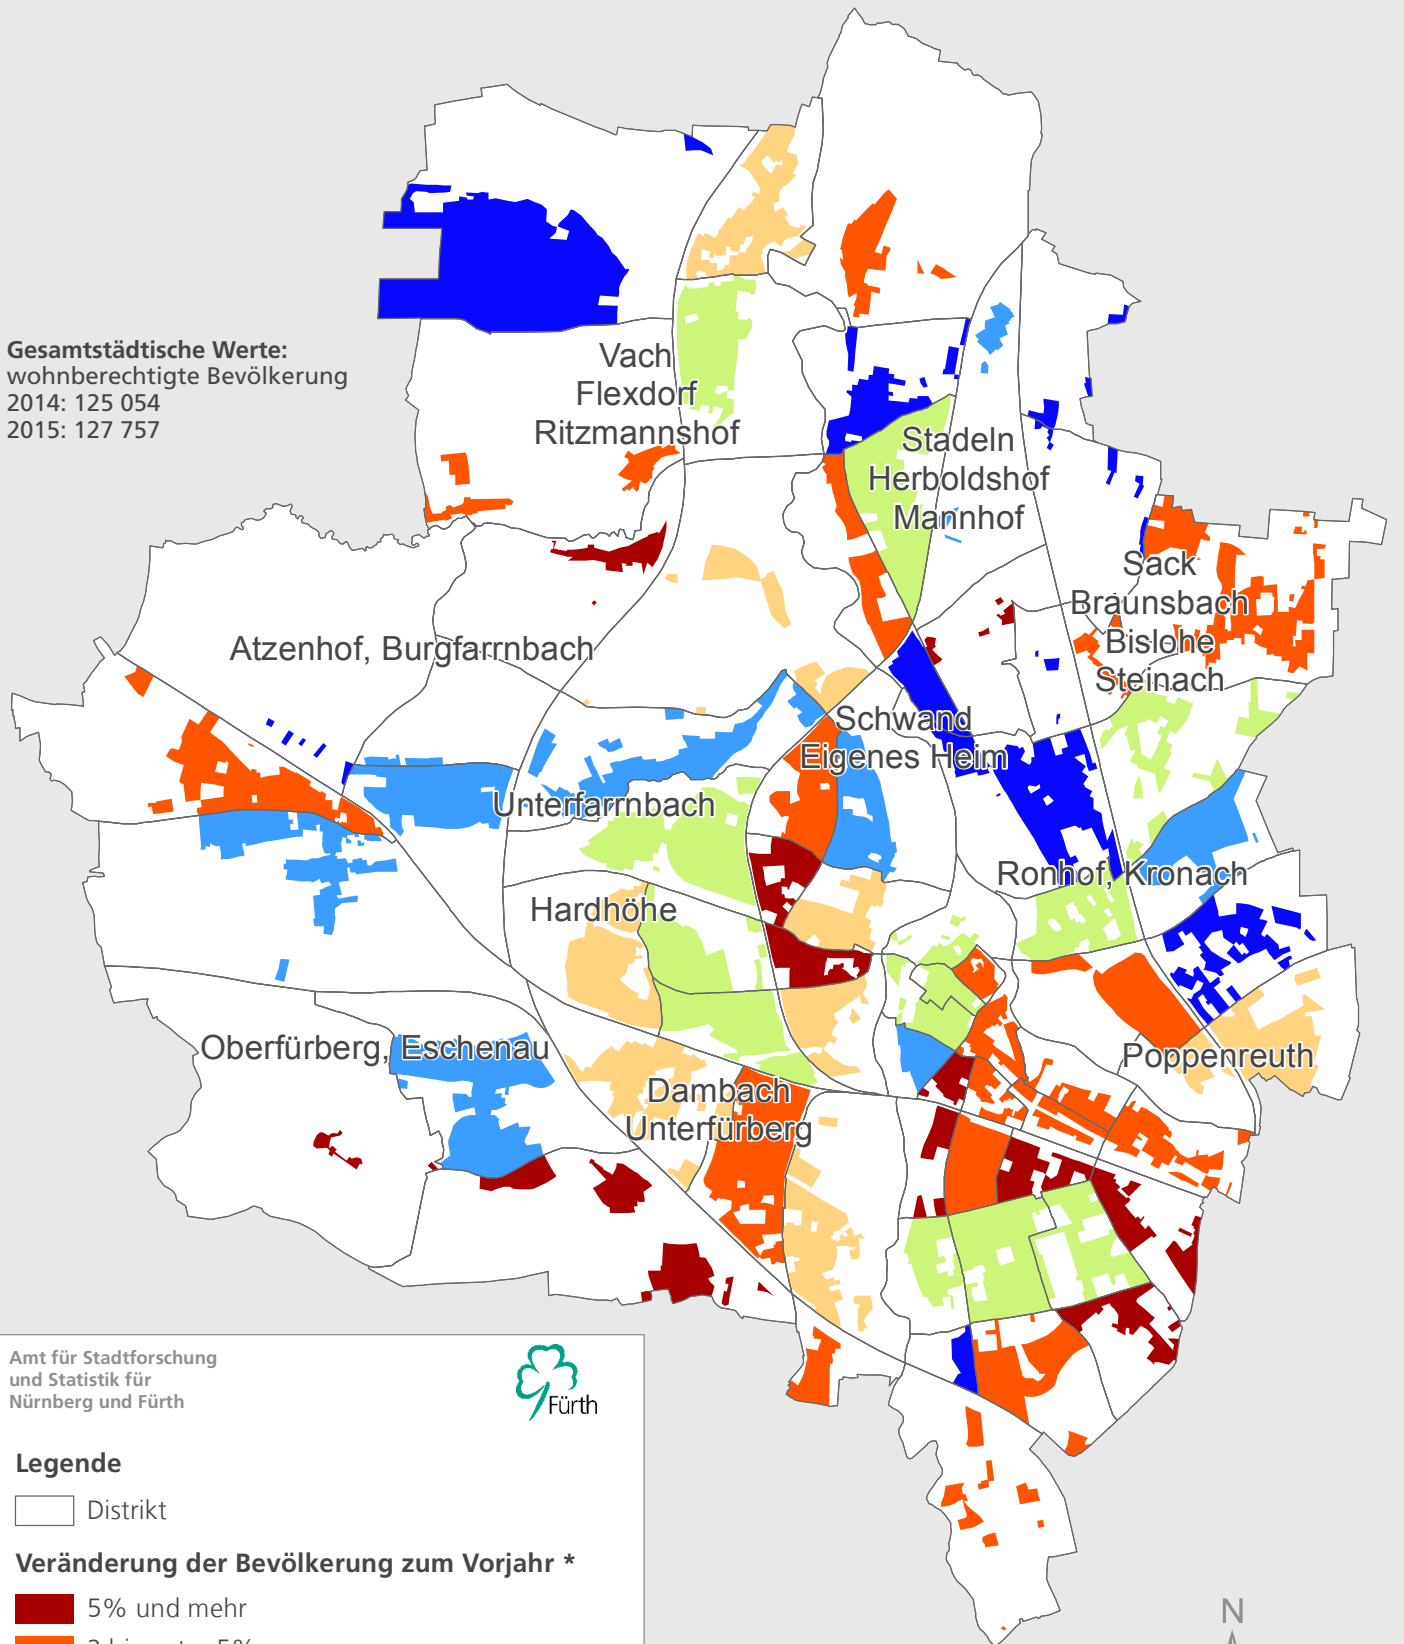 Gesamtstädtische Werte:
wohnberechtigte Bevölkerung
2014: 125 054
2015: 127 757
Vach
Flexdorf
Ritzmannshof
Stadeln
Herboldshof
Mannhof
Sack
Braunsbach
Bislohe
Steinach
Atzenhof, Burgfarrnbach
Schwand
Eigenes Heim
Unterfarrnbach
Ronhof, Kronach
Hardhöhe
Oberfürberg, Eschenau
Poppenreuth
Dambach
Unterfürberg
Amt für Stadtforschung
und Statistik für
Nürnberg und Fürth
Fürth
Legende
Distrikt
Veränderung der Bevölkerung zum Vorjahr *
5% und mehr
N